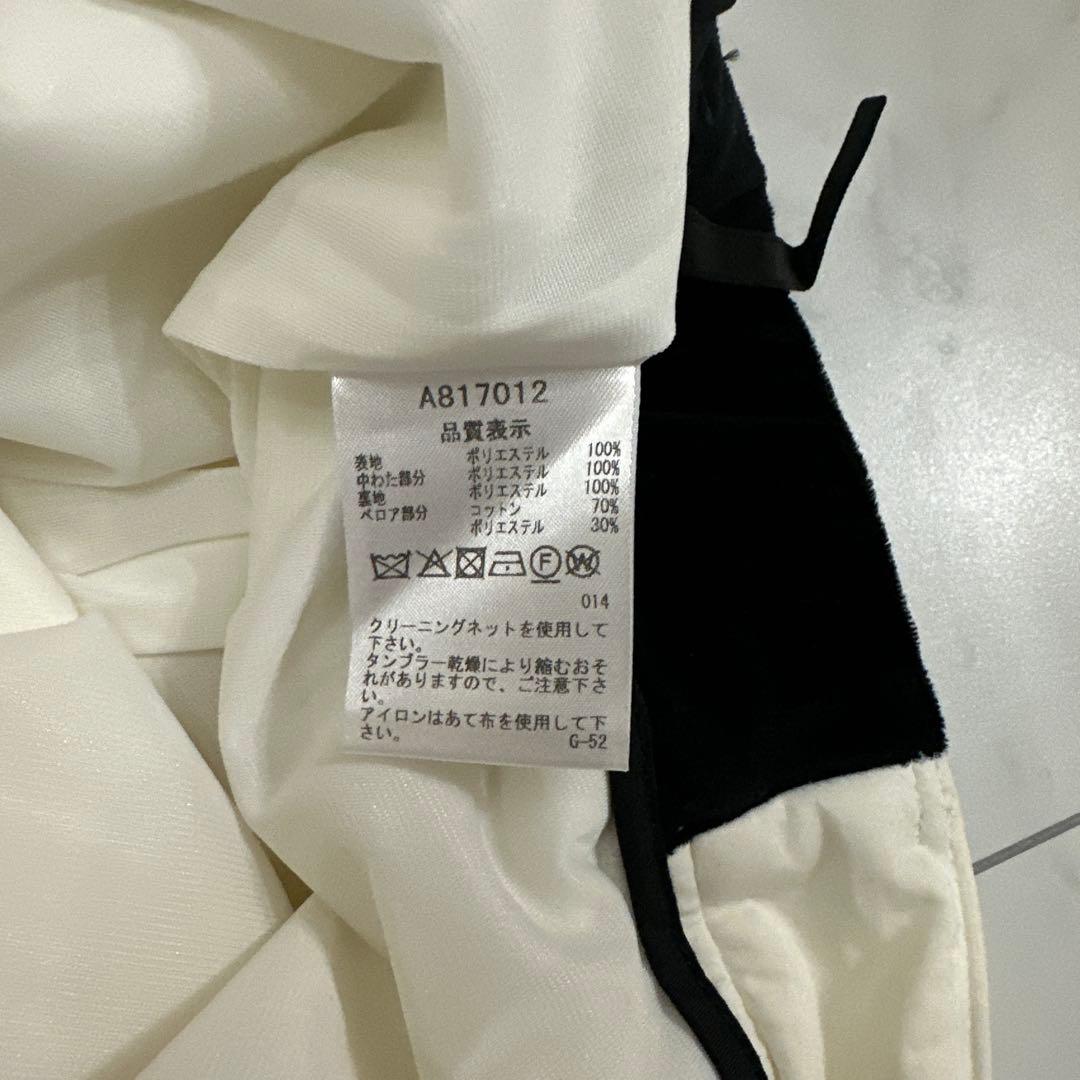 A817012
品質表示
表地 ポリエステル 100%
中わた部分 ポリエステル 100%
裏地 ポリエステル 100%
ベロア部分 コットン 70%
ポリエステル 30%
F W
014
クリーニングネットを使用して
下さい。
タンブラー乾燥により縮むおそ
れがありますので、ご注意下さ
い。
アイロンはあて布を使用して下
さい。
G-52